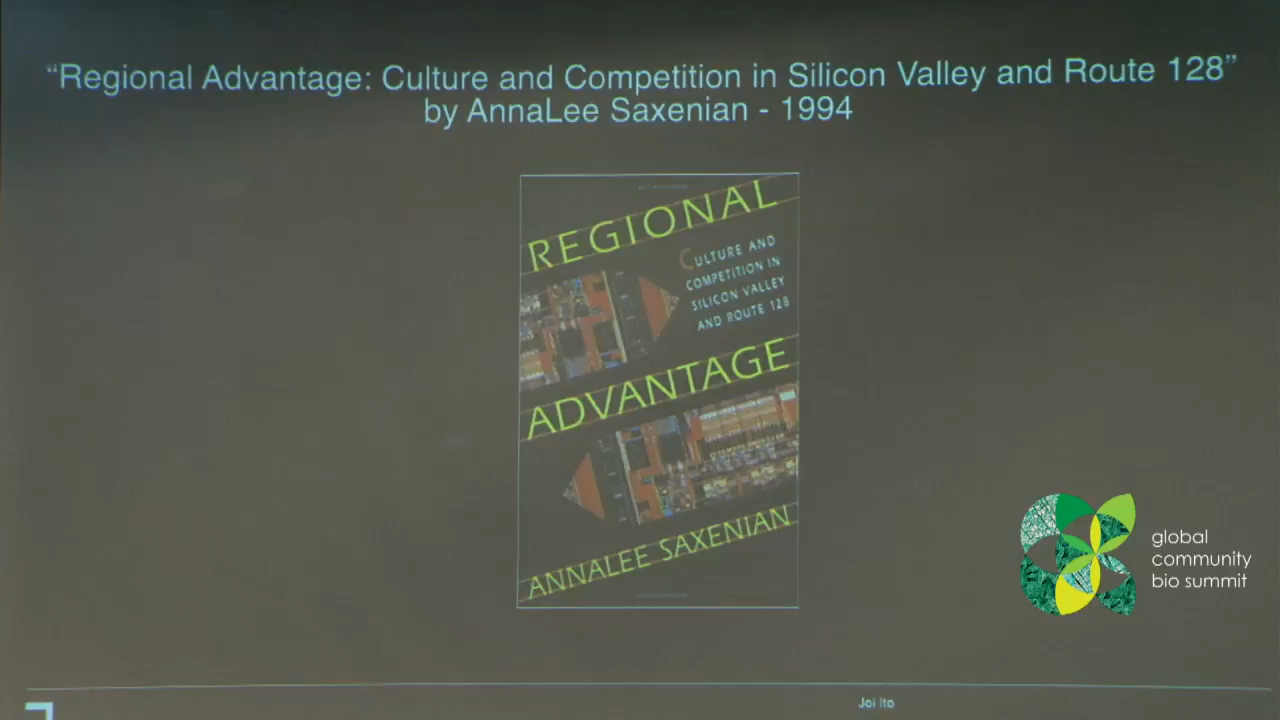 “Regional Advantage: Culture and Competition in Silicon Valley and Route 128”
by AnnaLee Saxenian - 1994
REGIONAL
CULTURE AND
COMPETITION IN
SILICON VALLEY
AND ROUTE 128
ADVANTAGE
ANNALEE SAXENIAN
global
community
bio summit
Joi Ito